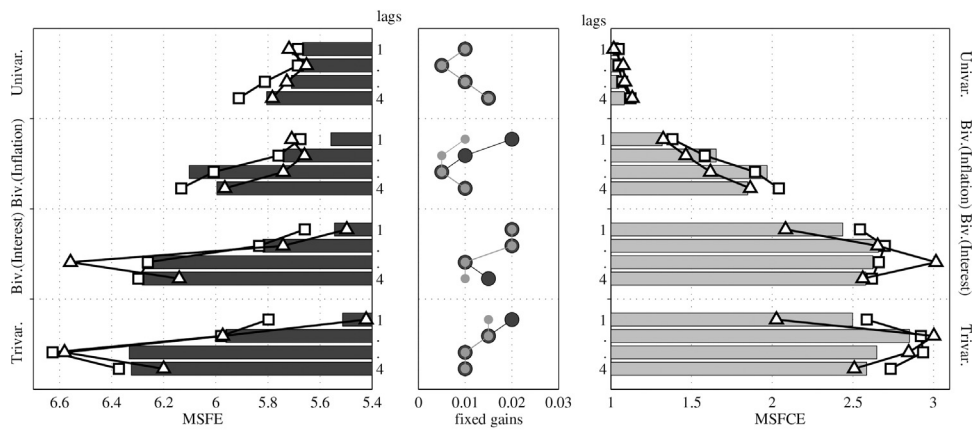 lags
lags
Univar.
1
.
.
4
1
.
.
4
Univar.
Biv.(Inflation)
1
.
.
4
1
.
.
4
Biv.(Inflation)
Biv.(Interest)
1
.
.
4
1
.
.
4
Biv.(Interest)
Trivar.
1
.
.
4
1
.
.
4
Trivar.
6.6 6.4 6.2 6 5.8 5.6 5.4
MSFE
0 0.01 0.02 0.03
fixed gains
1 1.5 2 2.5 3
MSFCE